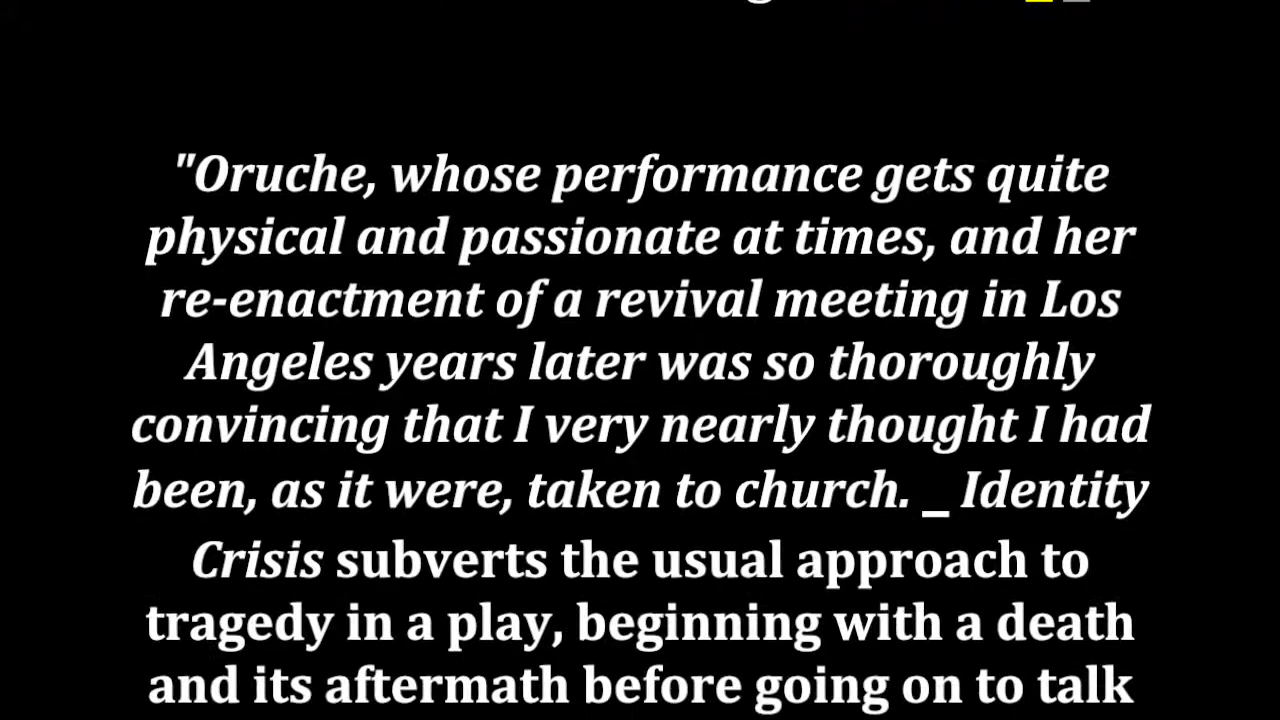 "Oruche, whose performance gets quite
physical and passionate at times, and her
re-enactment of a revival meeting in Los
Angeles years later was so thoroughly
convincing that I very nearly thought I had
been, as it were, taken to church. _ Identity
Crisis subverts the usual approach to
tragedy in a play, beginning with a death
and its aftermath before going on to talk